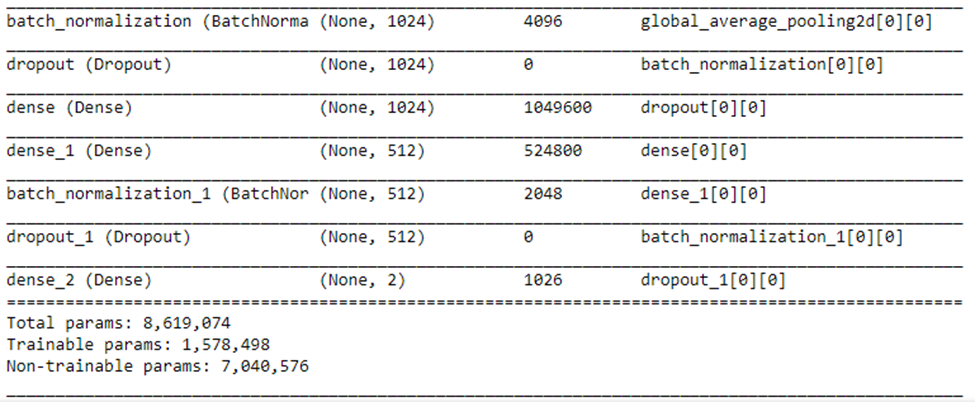 batch_normalization (BatchNorma (None, 1024) 4096 global_average_pooling2d[0][0]
dropout (Dropout) (None, 1024) 0 batch_normalization[0][0]
dense (Dense) (None, 1024) 1049600 dropout[0][0]
dense_1 (Dense) (None, 512) 524800 dense[0][0]
batch_normalization_1 (BatchNor (None, 512) 2048 dense_1[0][0]
dropout_1 (Dropout) (None, 512) 0 batch_normalization_1[0][0]
dense_2 (Dense) (None, 2) 1026 dropout_1[0][0]
Total params: 8,619,074
Trainable params: 1,578,498
Non-trainable params: 7,040,576